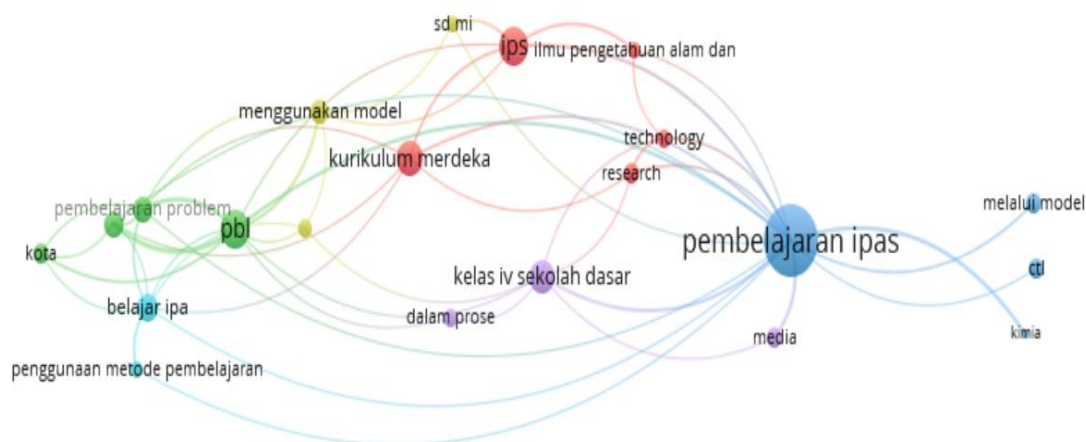 sd mi
ips
ilmu pengetahuan alam dan
menggunakan model
technology
kurikulum merdeka
research
melalui model
pembelajaran problem
pbl
kota
pembelajaran ipas
ctl
kelas iv sekolah dasar
belajar ipa
dalam prose
kimia
media
penggunaan metode pembelajaran